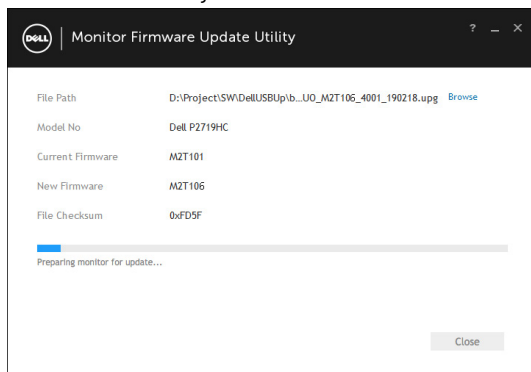 DELL | Monitor Firmware Update Utility ? _ ×
File Path D:\Project\SW\DellUSBUp\b...UO_M2T106_4001_190218.upg Browse
Model No Dell P2719HC
Current Firmware M2T101
New Firmware M2T106
File Checksum 0xFD5F
Preparing monitor for update...
Close